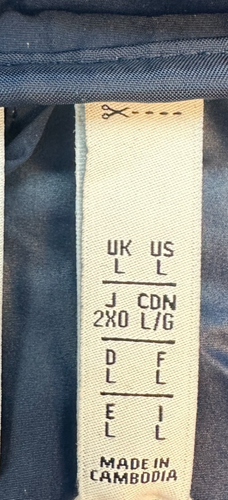 UK US
L L
J CDN
2XO L/G
D F
L L
E I
L L
MADE IN
CAMBODIA